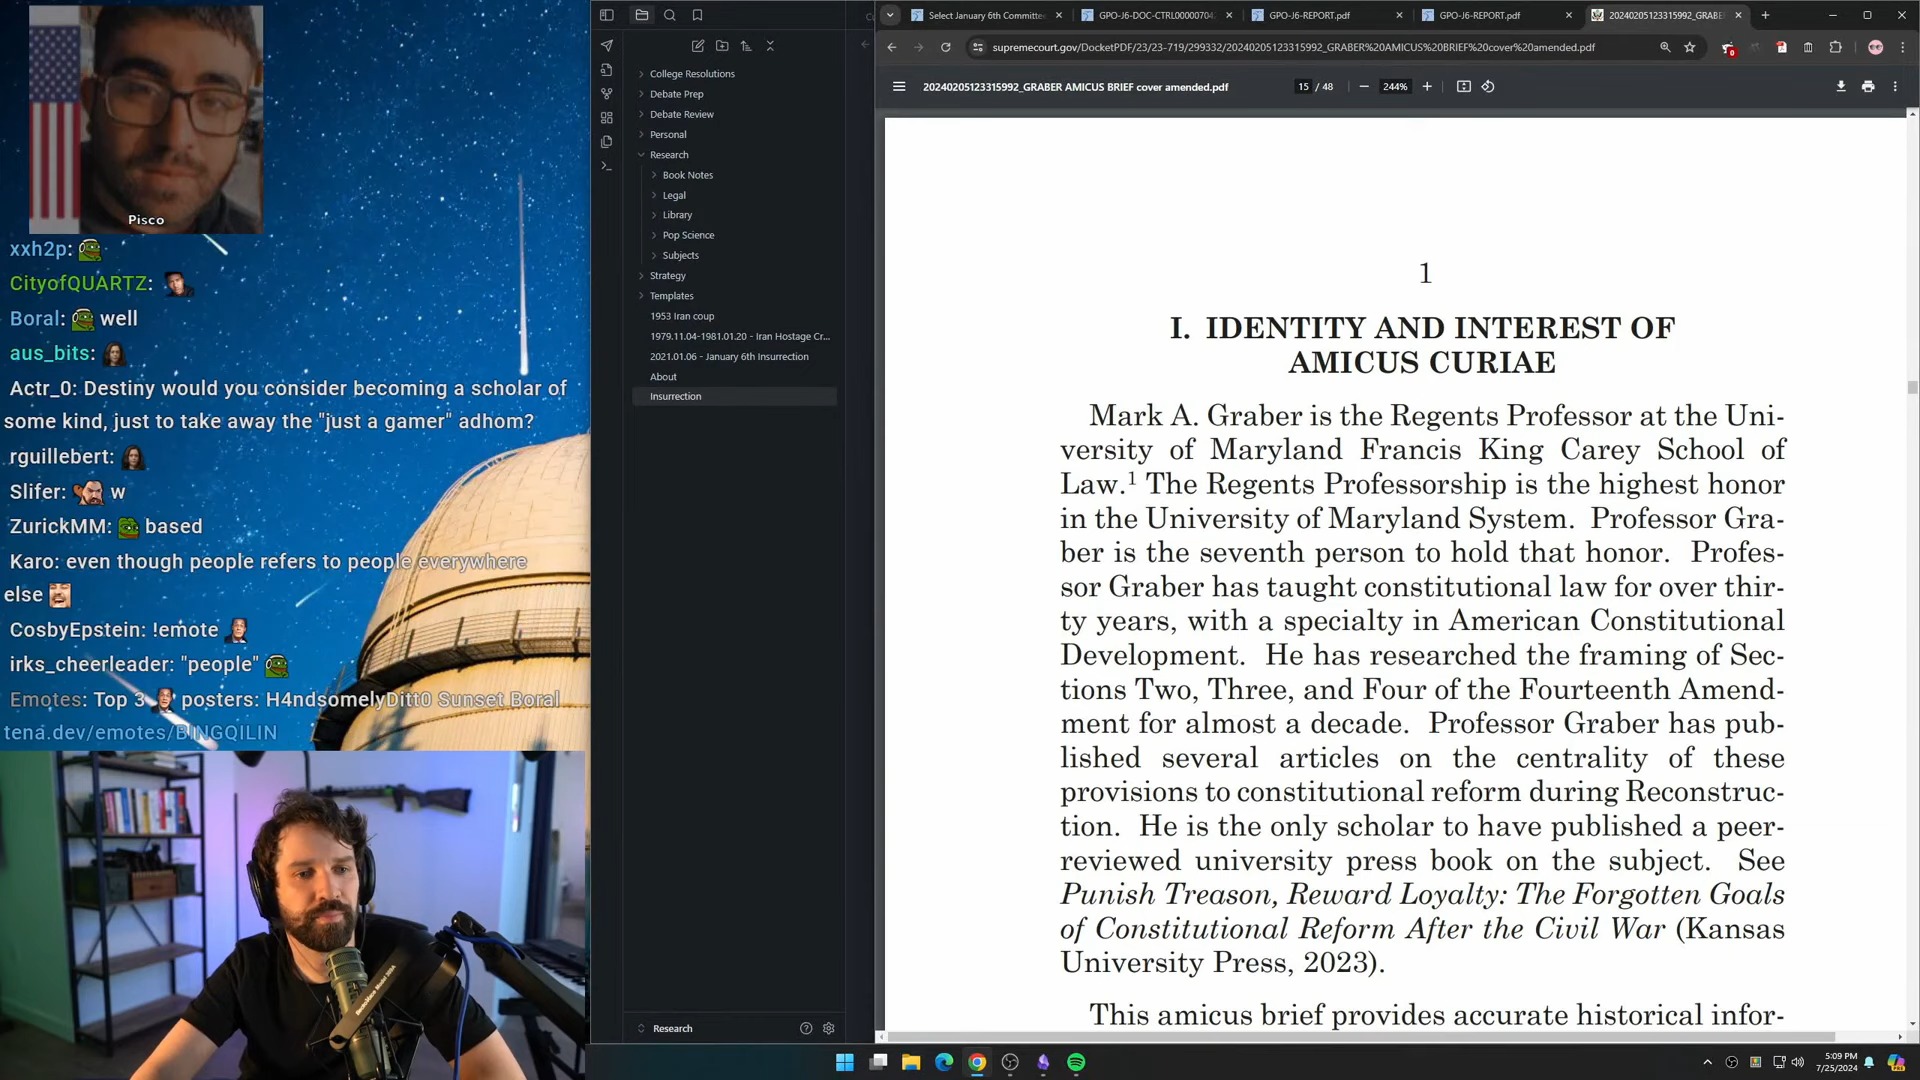 Pisco
xxh2p:
CityofQUARTZ:
Boral: well
aus_bits:
Actr_0: Destiny would you consider becoming a scholar of
some kind, just to take away the "just a gamer" adhom?
rguillebert:
Slifer: w
ZurickMM: based
Karo: even though people refers to people everywhere
else
CosbyEpstein: !emote
irks_cheerleader: "people"
Emotes: Top 3 posters: H4ndsomelyDitt0 Sunset Boral
tena.dev/emotes/BINGQILIN
College Resolutions
Debate Prep
Debate Review
Personal
Research
Book Notes
Legal
Library
Pop Science
Subjects
Strategy
Templates
1953 Iran coup
1979.11.04-1981.01.20 - Iran Hostage Cr...
2021.01.06 - January 6th Insurrection
About
Insurrection
Research
Select January 6th Committe
GPO-J6-DOC-CTRL0000070
GPO-J6-REPORT.pdf
GPO-J6-REPORT.pdf
20240205123315992_GRABE
supremecourt.gov/DocketPDF/23/23-719/299332/20240205123315992_GRABER%20AMICUS%20BRIEF%20cover%20amended.pdf
20240205123315992_GRABER AMICUS BRIEF cover amended.pdf
15 / 48
244%
1
I. IDENTITY AND INTEREST OF
AMICUS CURIAE
Mark A. Graber is the Regents Professor at the Uni-
versity of Maryland Francis King Carey School of
Law.1 The Regents Professorship is the highest honor
in the University of Maryland System. Professor Gra-
ber is the seventh person to hold that honor. Profes-
sor Graber has taught constitutional law for over thir-
ty years, with a specialty in American Constitutional
Development. He has researched the framing of Sec-
tions Two, Three, and Four of the Fourteenth Amend-
ment for almost a decade. Professor Graber has pub-
lished several articles on the centrality of these
provisions to constitutional reform during Reconstruc-
tion. He is the only scholar to have published a peer-
reviewed university press book on the subject. See
Punish Treason, Reward Loyalty: The Forgotten Goals
of Constitutional Reform After the Civil War (Kansas
University Press, 2023).
This amicus brief provides accurate historical infor-
5:09 PM
7/25/2024